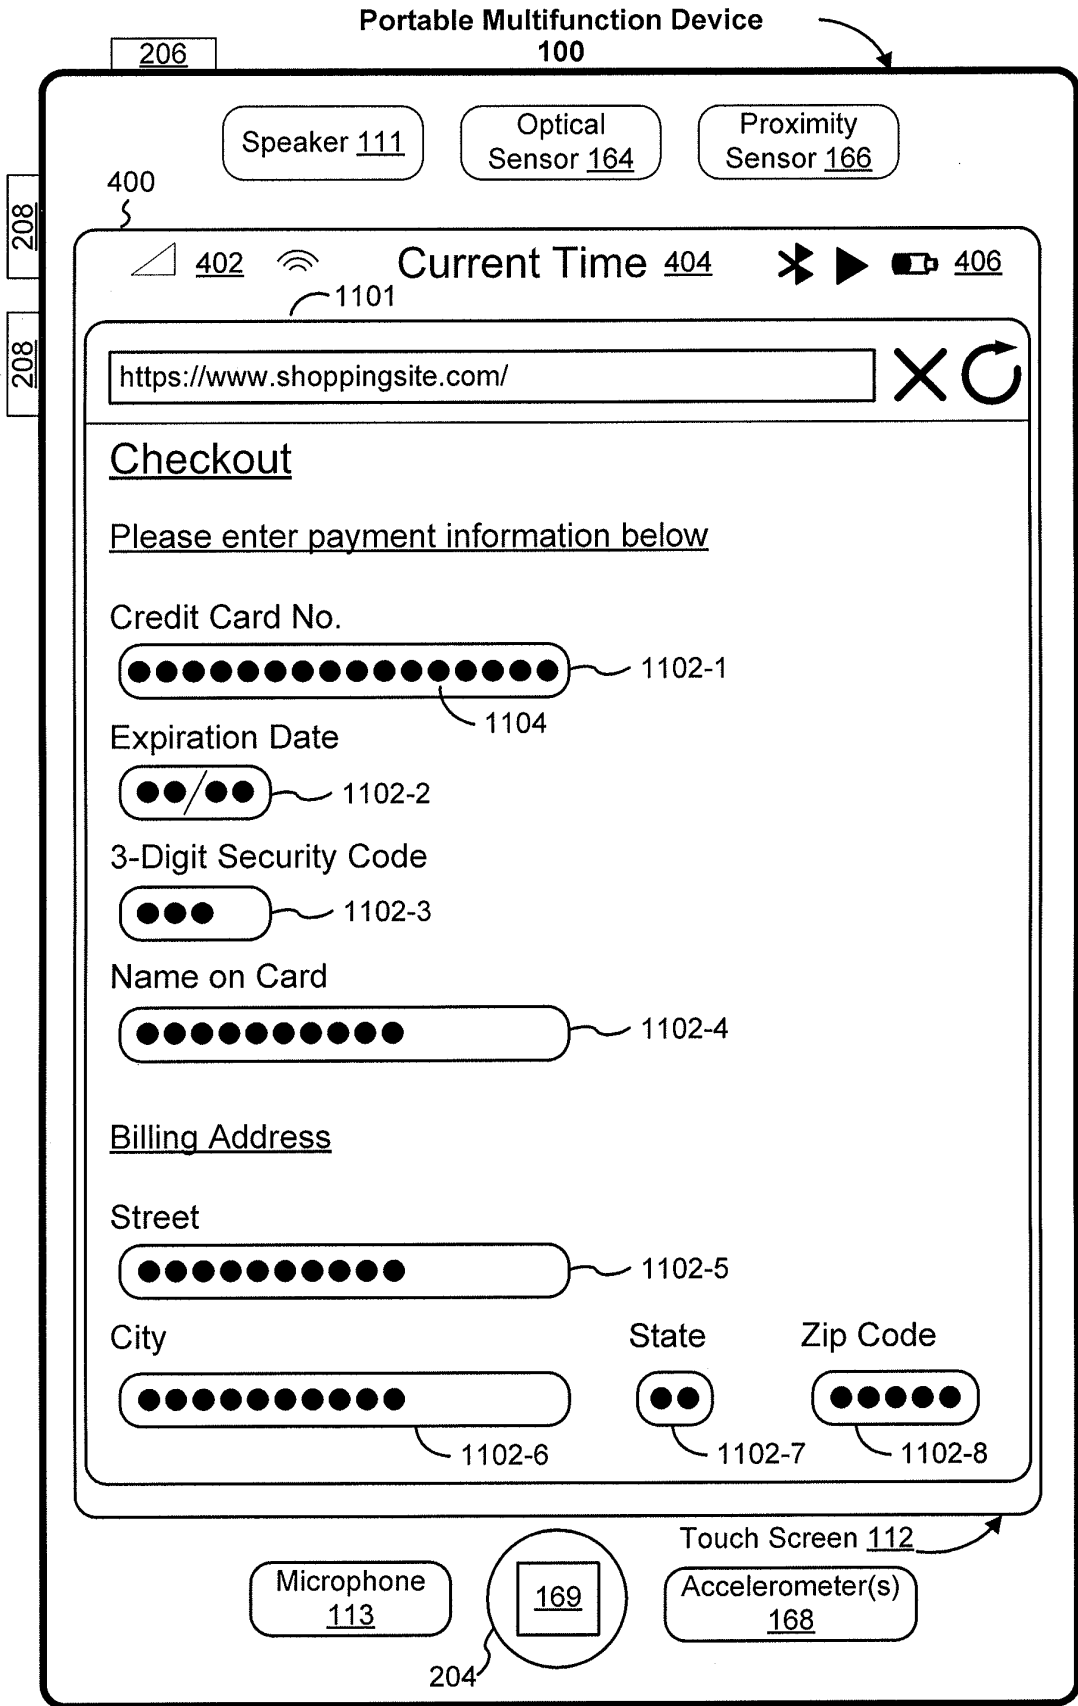 Portable Multifunction Device
100
206
Speaker 111
Optical
Sensor 164
Proximity
Sensor 166
208
400
402
Current Time 404
406
1101
208
https://www.shoppingsite.com/
Checkout
Please enter payment information below
Credit Card No.
1102-1
1104
Expiration Date
/
1102-2
3-Digit Security Code
1102-3
Name on Card
1102-4
Billing Address
Street
1102-5
City
State
Zip Code
1102-6
1102-7
1102-8
Touch Screen 112
Microphone
113
169
Accelerometer(s)
168
204